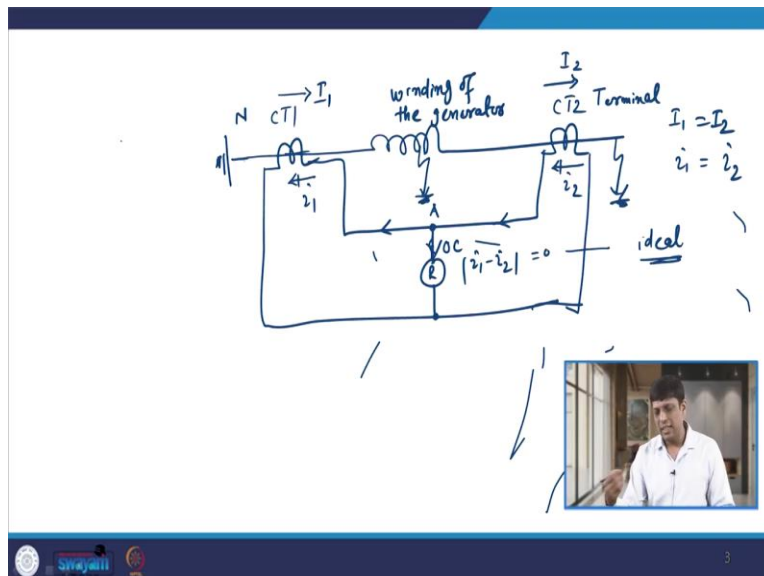 N
CT1
I₁
winding of
the generator
I₂
CT2 Terminal
I₁ = I₂
i₁ = i₂
i₁
i₂
A
OC
R
|i₁-i₂| = 0
ideal
swayam
3